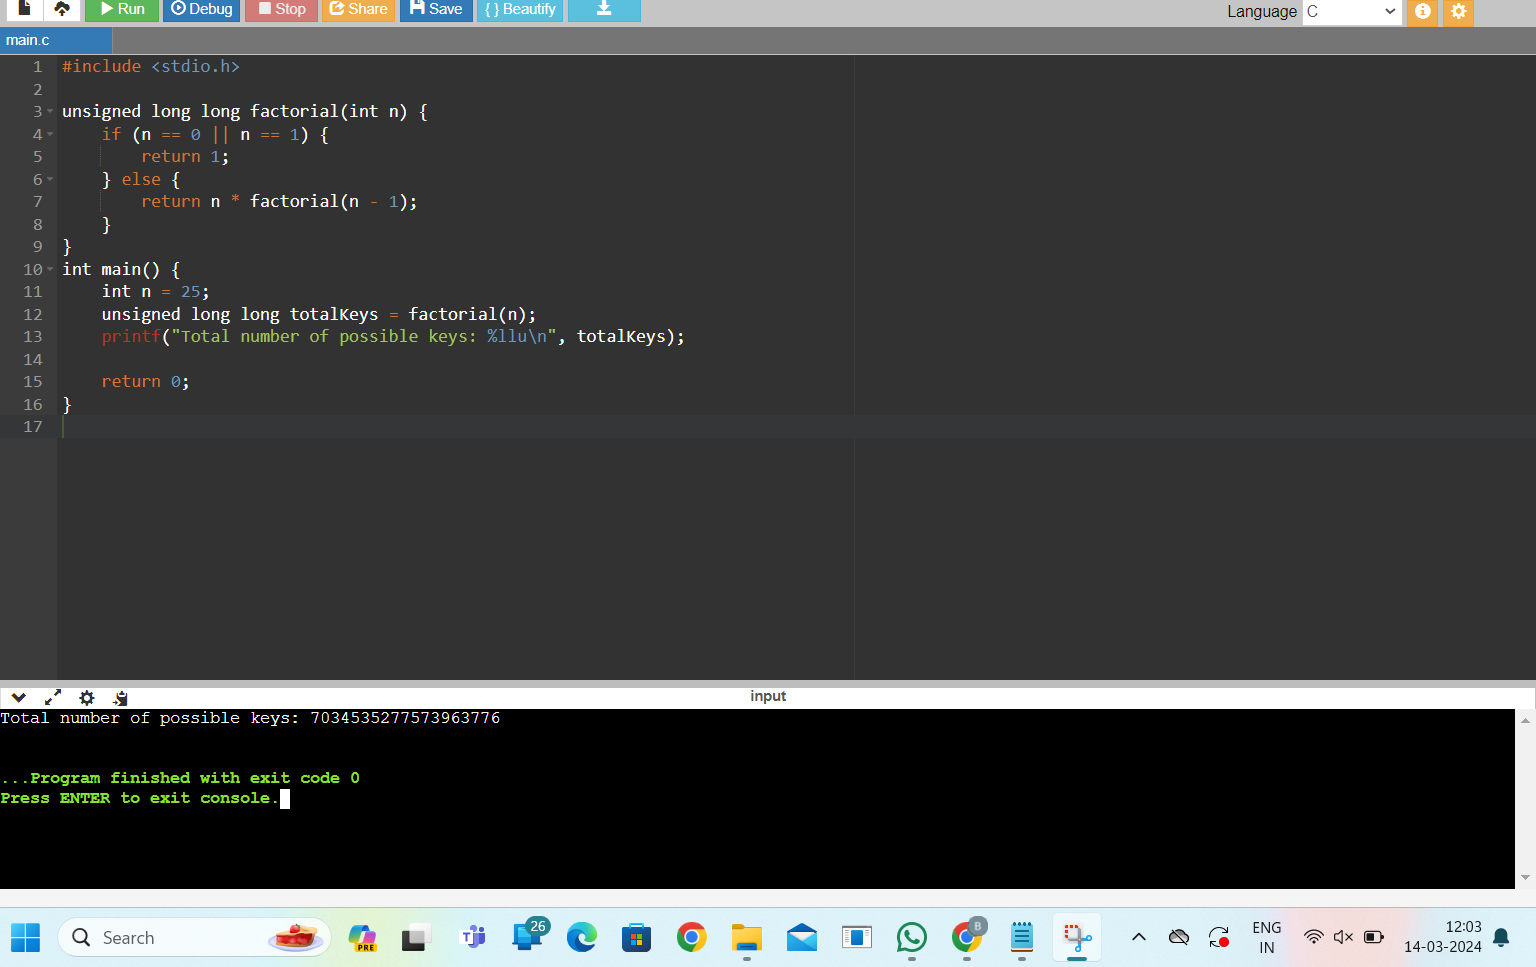 Run Debug Stop Share Save { } Beautify Language C
main.c
1 #include <stdio.h>
2
3 unsigned long long factorial(int n) {
4     if (n == 0 || n == 1) {
5         return 1;
6     } else {
7         return n * factorial(n - 1);
8     }
9 }
10 int main() {
11     int n = 25;
12     unsigned long long totalKeys = factorial(n);
13     printf("Total number of possible keys: %llu\n", totalKeys);
14
15     return 0;
16 }
17
input
Total number of possible keys: 7034535277573963776
...Program finished with exit code 0
Press ENTER to exit console.
Search PRE 26 B ENG 12:03
IN 14-03-2024